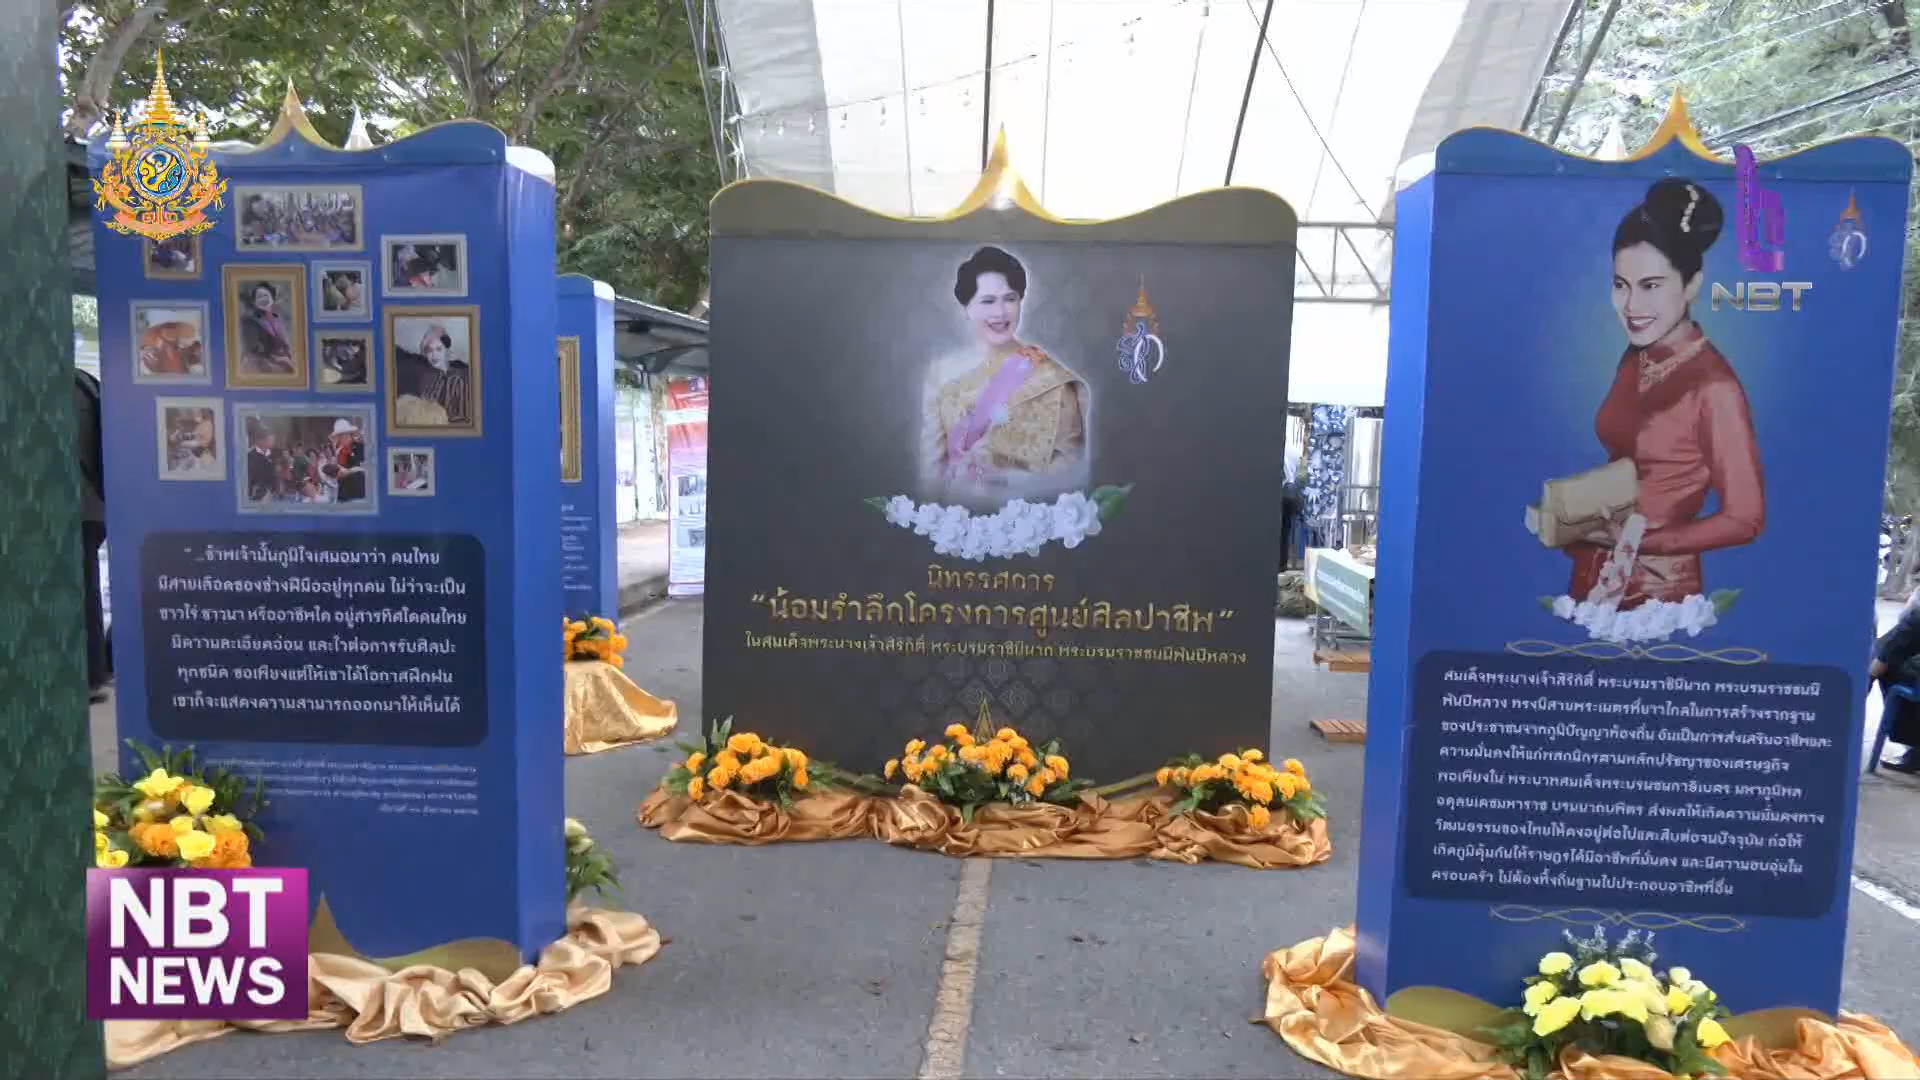 NBT
"...ข้าพเจ้านั้นภูมิใจเสมอมาว่า คนไทย
มีสายเลือดของช่างฝีมืออยู่ทุกคน ไม่ว่าจะเป็น
ชาวไร่ ชาวนา หรืออาชีพใด อยู่สารทิศใดคนไทย
มีความละเอียดอ่อน และไวต่อการรับศิลปะ
ทุกชนิด ขอเพียงแต่ให้เขาได้โอกาสฝึกฝน
เขาก็จะแสดงความสามารถออกมาให้เห็นได้
นิทรรศการ
"น้อมรำลึกโครงการศูนย์ศิลปาชีพ"
ในสมเด็จพระนางเจ้าสิริกิติ์ พระบรมราชินีนาถ พระบรมราชชนนีพันปีหลวง
สมเด็จพระนางเจ้าสิริกิติ์ พระบรมราชินีนาถ พระบรมราชชนนี
พันปีหลวง ทรงมีสายพระเนตรที่ยาวไกลในการสร้างรากฐาน
ของประชาชนจากภูมิปัญญาท้องถิ่น อันเป็นการส่งเสริมอาชีพและ
ความมั่นคงให้แก่พสกนิกรตามหลักปรัชญาของเศรษฐกิจ
พอเพียงใน พระบาทสมเด็จพระบรมชนกาธิเบศร มหาภูมิพล
อดุลยเดชมหาราช บรมนาถบพิตร ส่งผลให้เกิดความมั่นคงทาง
วัฒนธรรมของไทยให้คงอยู่ต่อไปและสืบต่อจนปัจจุบัน ก่อให้
เกิดภูมิคุ้มกันให้ราษฎรได้มีอาชีพที่มั่นคง และมีความอบอุ่นใน
ครอบครัว ไม่ต้องทิ้งถิ่นฐานไปประกอบอาชีพที่อื่น
NBT
NEWS